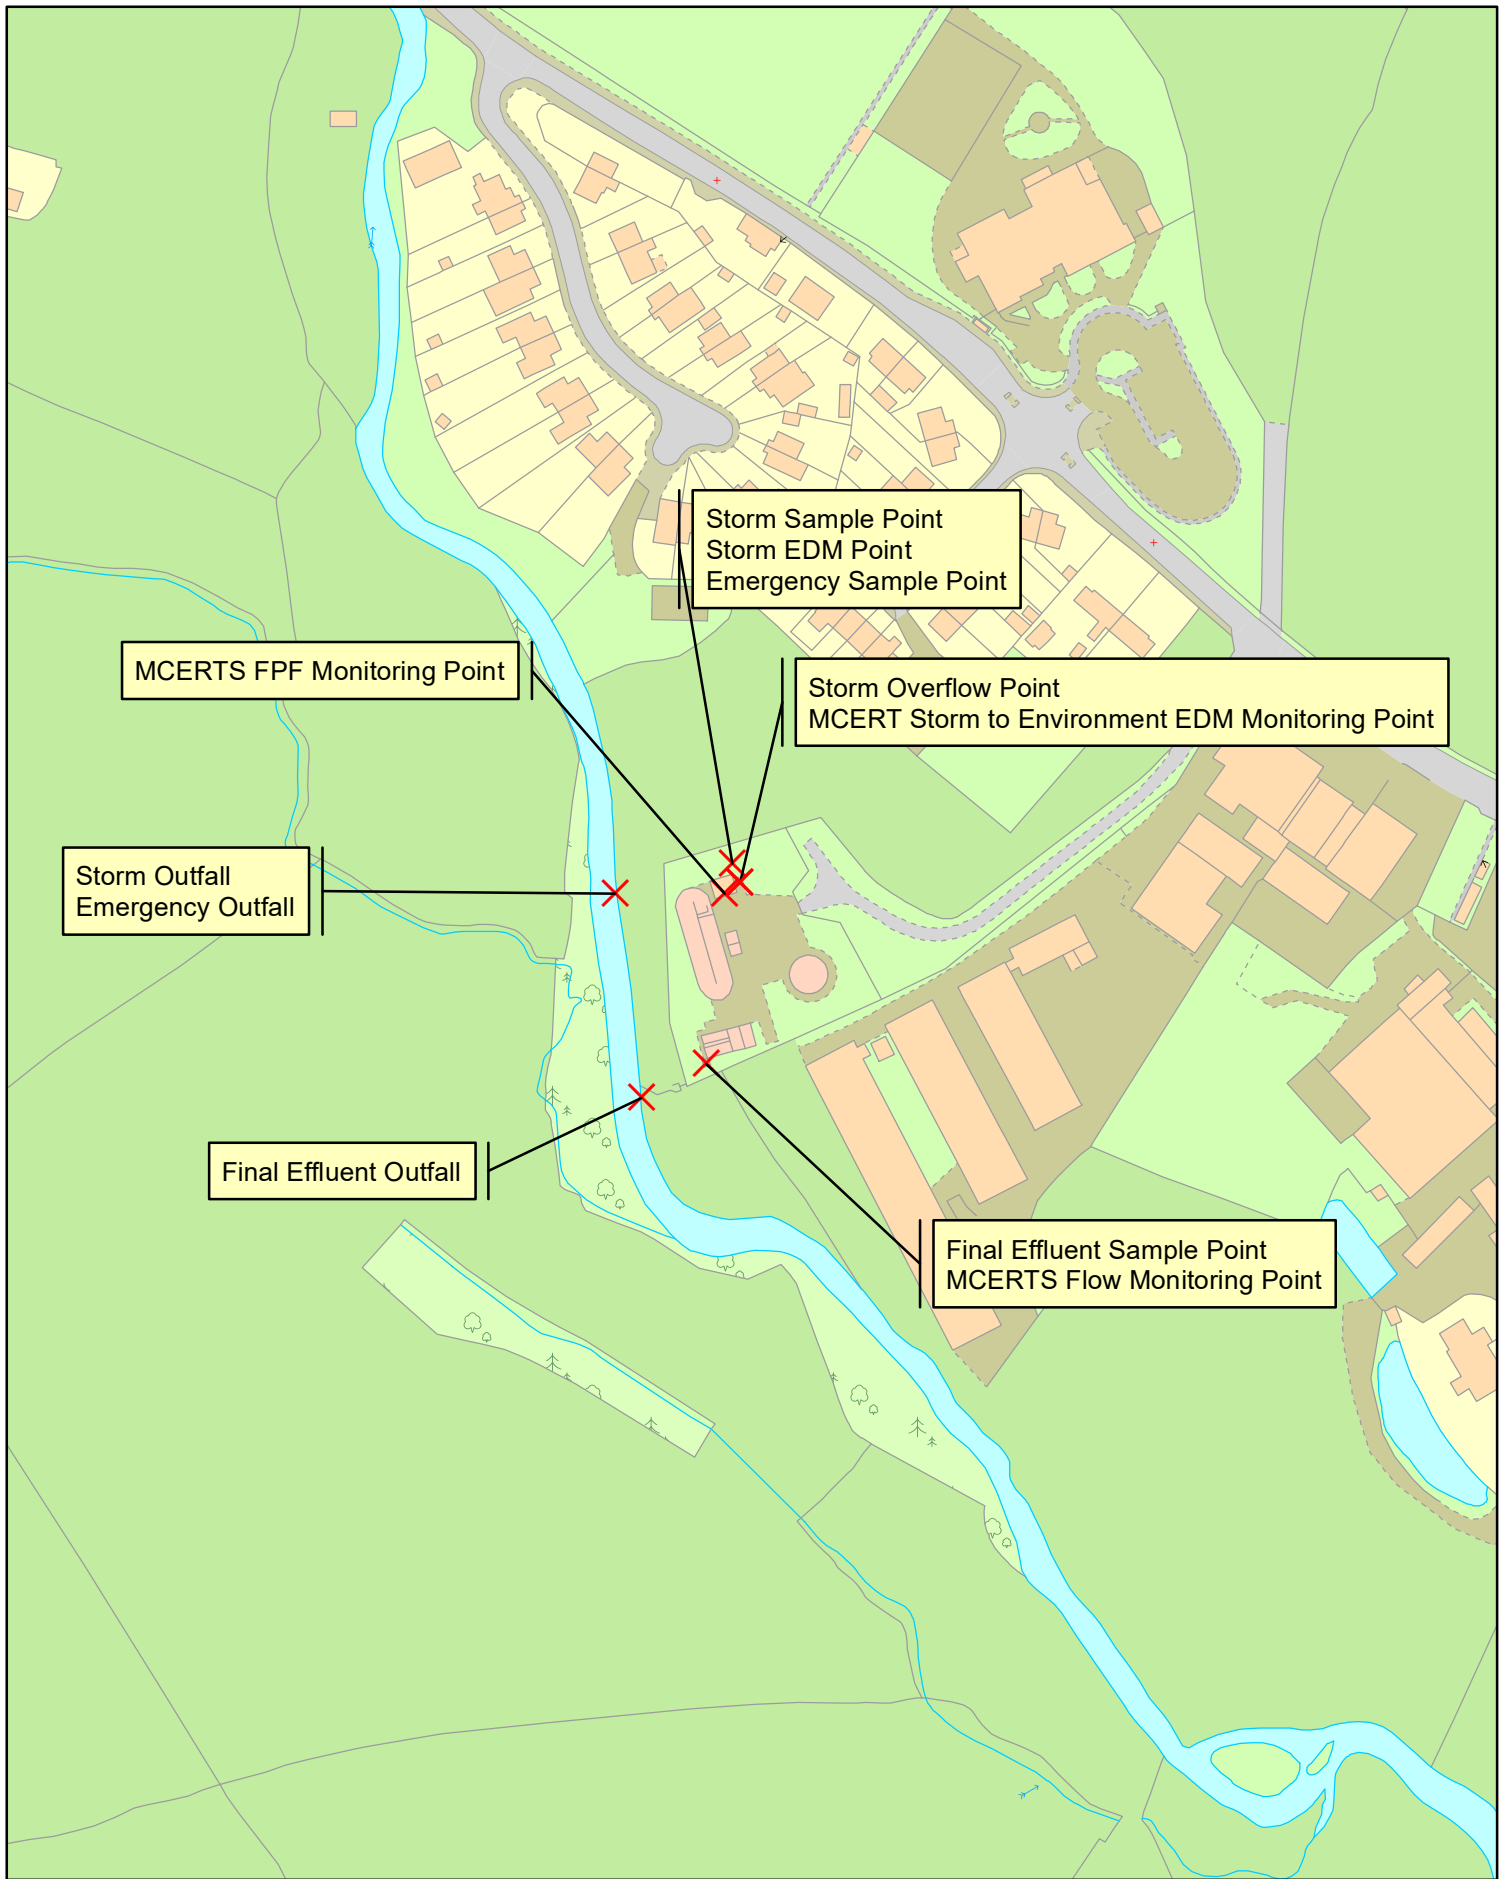 Storm Sample Point
Storm EDM Point
Emergency Sample Point
MCERTS FPF Monitoring Point
Storm Overflow Point
MCERT Storm to Environment EDM Monitoring Point
Storm Outfall
Emergency Outfall
Final Effluent Outfall
Final Effluent Sample Point
MCERTS Flow Monitoring Point